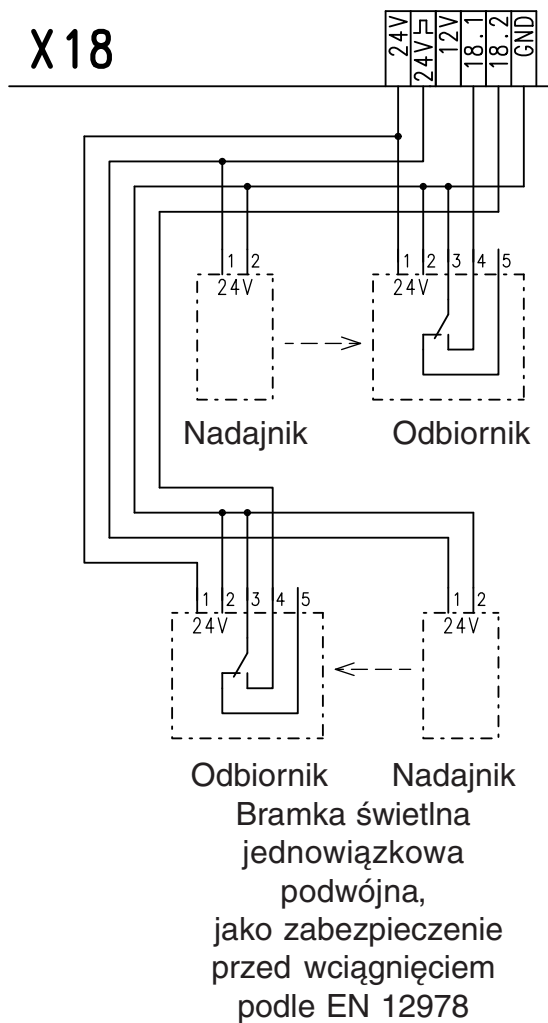 X18
24V 24V 12V 18.1 18.2 GND
1 2 1 2 3 4 5
24V 24V
Nadajnik Odbiornik
1 2 3 4 5 1 2
24V 24V
Odbiornik Nadajnik
Bramka świetlna
jednowiązkowa
podwójna,
jako zabezpieczenie
przed wciągnięciem
podle EN 12978